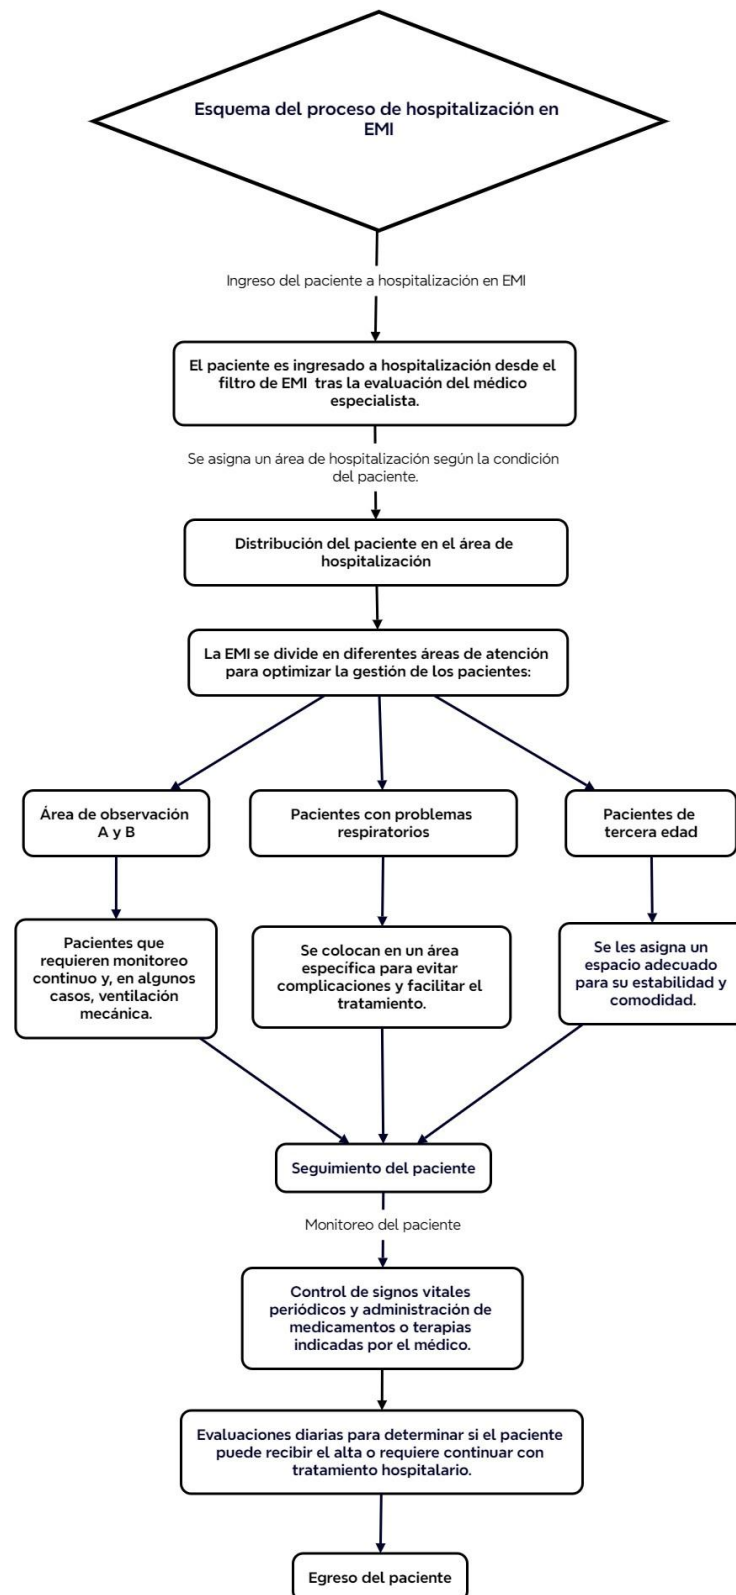 Esquema del proceso de hospitalización en
EMI
Ingreso del paciente a hospitalización en EMI
El paciente es ingresado a hospitalización desde el
filtro de EMI tras la evaluación del médico
especialista.
Se asigna un área de hospitalización según la condición
del paciente.
Distribución del paciente en el área de
hospitalización
La EMI se divide en diferentes áreas de atención
para optimizar la gestión de los pacientes:
Área de observación
A y B
Pacientes con problemas
respiratorios
Pacientes de
tercera edad
Pacientes que
requieren monitoreo
continuo y, en algunos
casos, ventilación
mecánica.
Se colocan en un área
específica para evitar
complicaciones y facilitar el
tratamiento.
Se les asigna un
espacio adecuado
para su estabilidad y
comodidad.
Seguimiento del paciente
Monitoreo del paciente
Control de signos vitales
periódicos y administración de
medicamentos o terapias
indicadas por el médico.
Evaluaciones diarias para determinar si el paciente
puede recibir el alta o requiere continuar con
tratamiento hospitalario.
Egreso del paciente